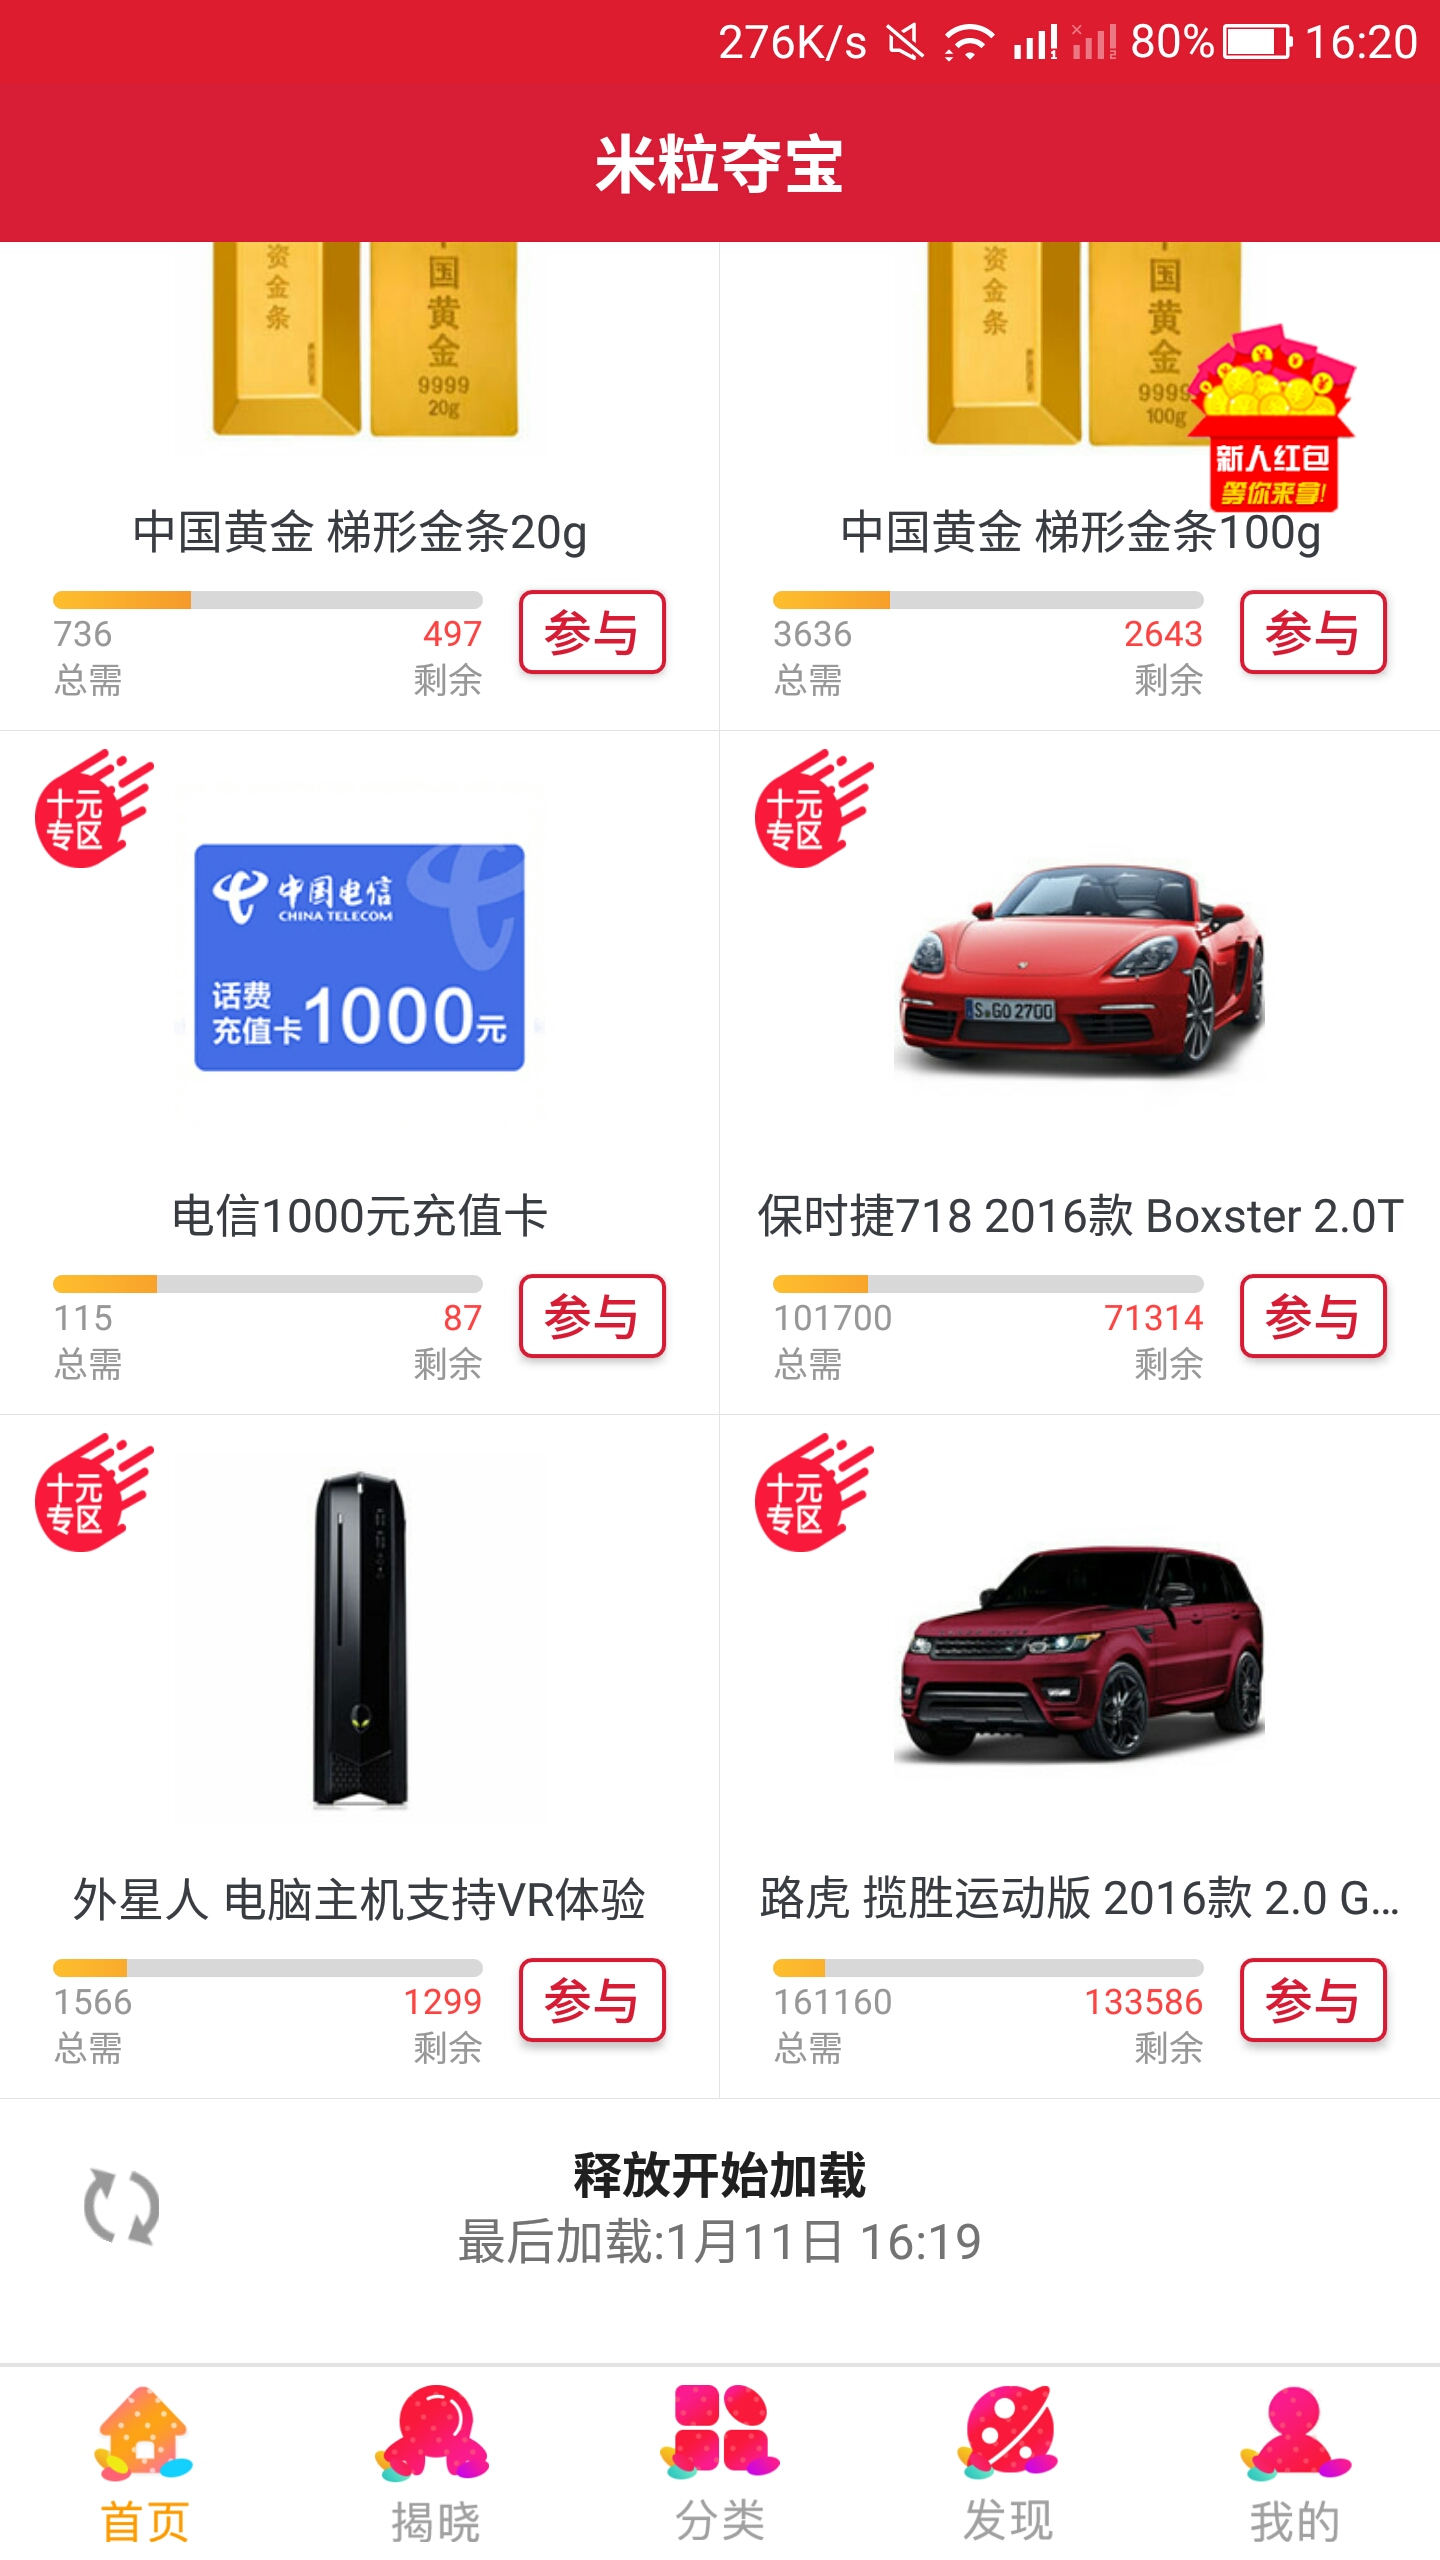 276K/s 80% 16:20
米粒夺宝
资金条
国黄金
9999
20g
资金条
国黄金
9999
100g
新人红包
等你来拿!
中国黄金 梯形金条20g
中国黄金 梯形金条100g
736
497
参与
总需
剩余
3636
2643
参与
总需
剩余
十元
专区
中国电信
CHINA TELECOM
话费
充值卡1000元
十元
专区
S GO 2700
电信1000元充值卡
保时捷718 2016款 Boxster 2.0T
115
87
参与
总需
剩余
101700
71314
参与
总需
剩余
十元
专区
十元
专区
外星人 电脑主机支持VR体验
路虎 揽胜运动版 2016款 2.0 G...
1566
1299
参与
总需
剩余
161160
133586
参与
总需
剩余
释放开始加载
最后加载:1月11日 16:19
首页
揭晓
分类
发现
我的